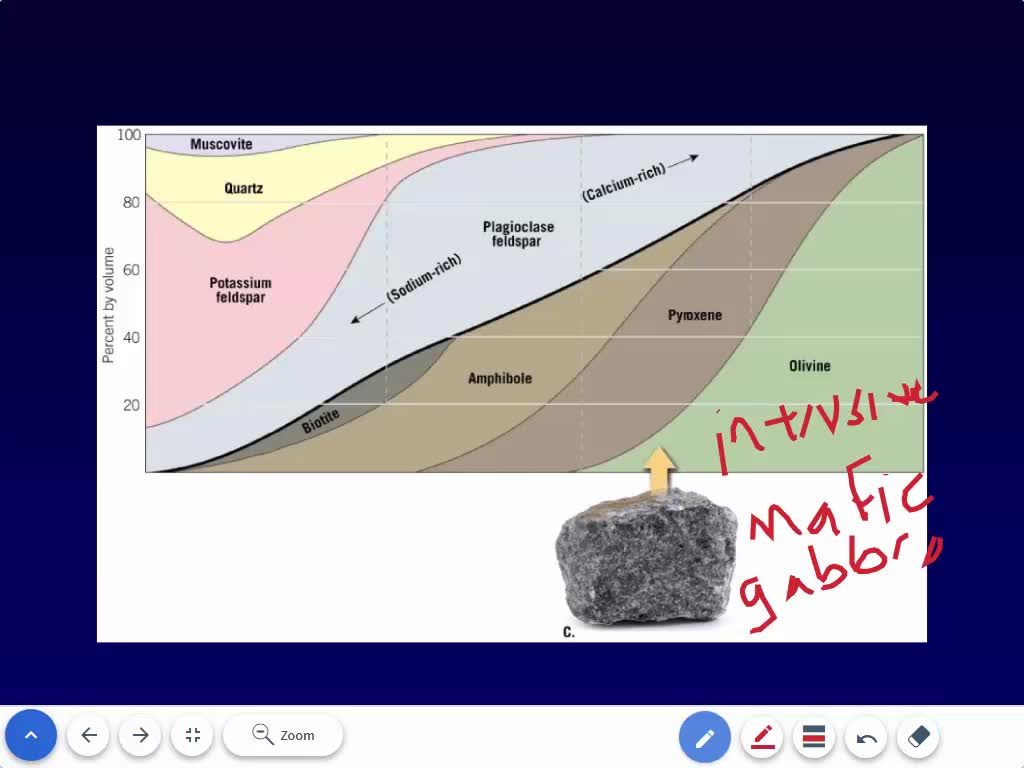 100
Muscovite
Quartz
80
(Calcium-rich)
Plagioclase
feldspar
Percent by volume
60
Potassium
feldspar
(Sodium-rich)
40
Pyroxene
Amphibole
Olivine
20
Biotite
intrusive
mafic
gabbro
C.
Zoom